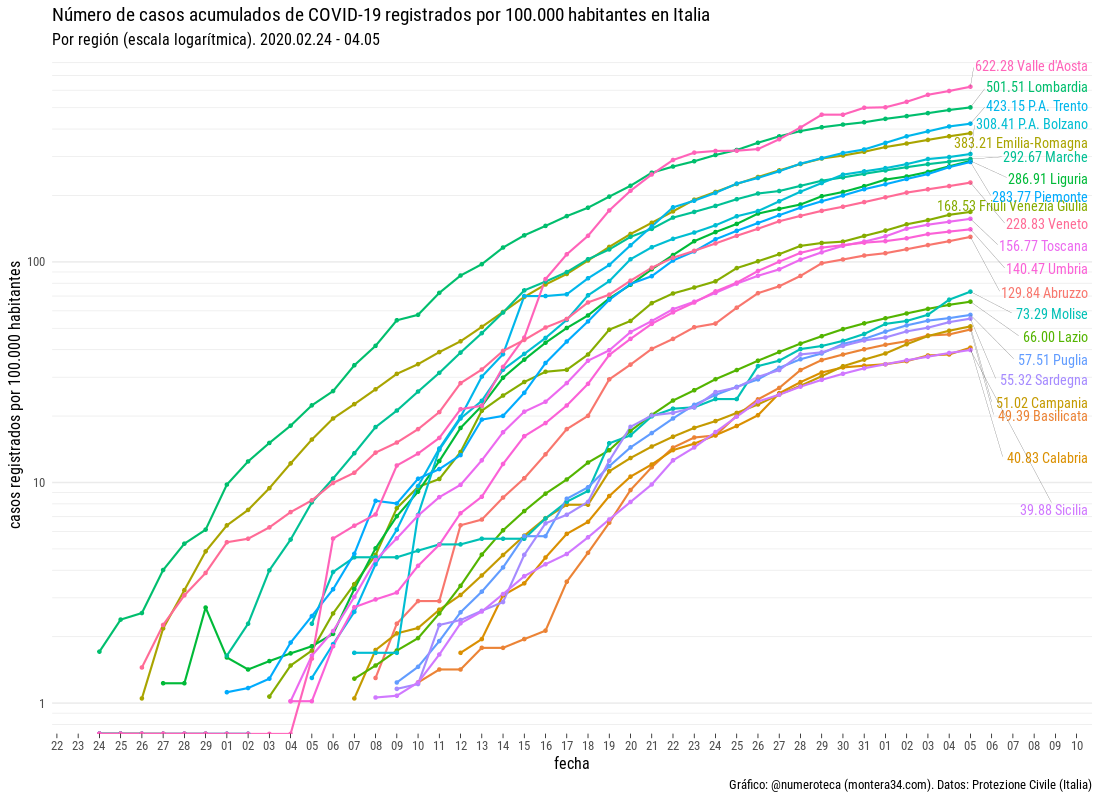 Número de casos acumulados de COVID-19 registrados por 100.000 habitantes en Italia
Por región (escala logarítmica). 2020.02.24 - 04.05
casos registrados por 100.000 habitantes
100
10
1
622.28 Valle d'Aosta
501.51 Lombardia
423.15 P.A. Trento
308.41 P.A. Bolzano
383.21 Emilia-Romagna
292.67 Marche
286.91 Liguria
283.77 Piemonte
168.53 Friuli Venezia Giulia
228.83 Veneto
156.77 Toscana
140.47 Umbria
129.84 Abruzzo
73.29 Molise
66.00 Lazio
57.51 Puglia
55.32 Sardegna
51.02 Campania
49.39 Basilicata
40.83 Calabria
39.88 Sicilia
22 23 24 25 26 27 28 29 01 02 03 04 05 06 07 08 09 10 11 12 13 14 15 16 17 18 19 20 21 22 23 24 25 26 27 28 29 30 31 01 02 03 04 05 06 07 08 09 10
fecha
Gráfico: @numeroteca (montera34.com). Datos: Protezione Civile (Italia)